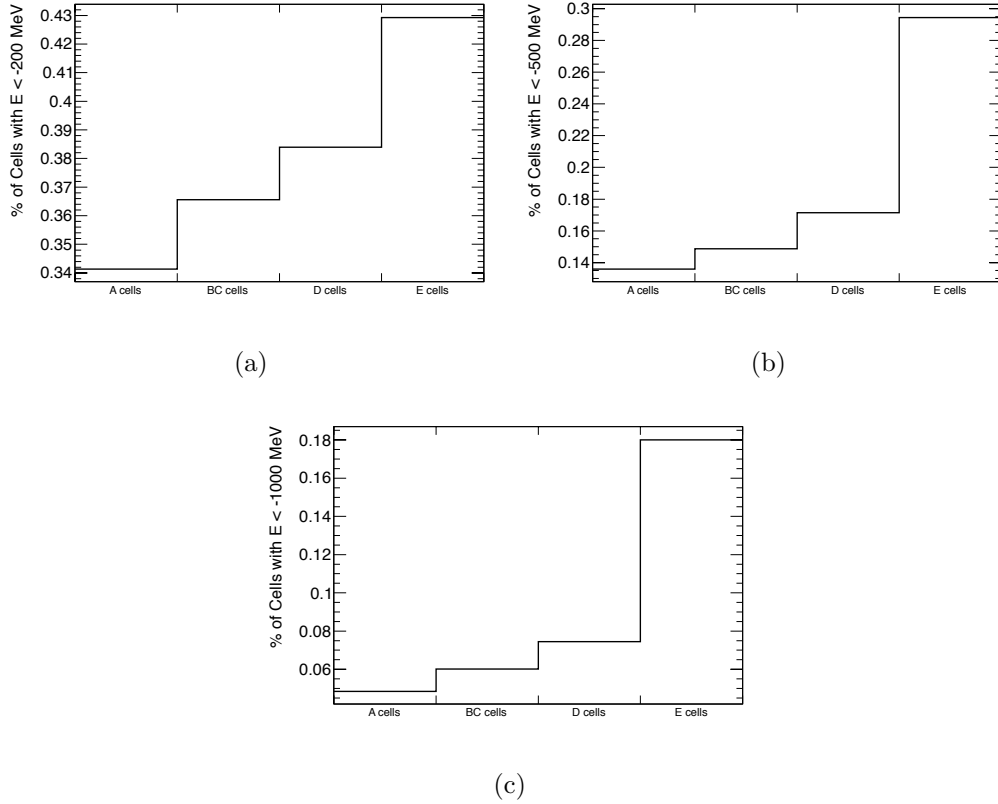 % of Cells with E < -200 MeV
0.43
0.42
0.41
0.4
0.39
0.38
0.37
0.36
0.35
0.34
A cells BC cells D cells E cells
(a)
% of Cells with E < -500 MeV
0.3
0.28
0.26
0.24
0.22
0.2
0.18
0.16
0.14
A cells BC cells D cells E cells
(b)
% of Cells with E < -1000 MeV
0.18
0.16
0.14
0.12
0.1
0.08
0.06
A cells BC cells D cells E cells
(c)